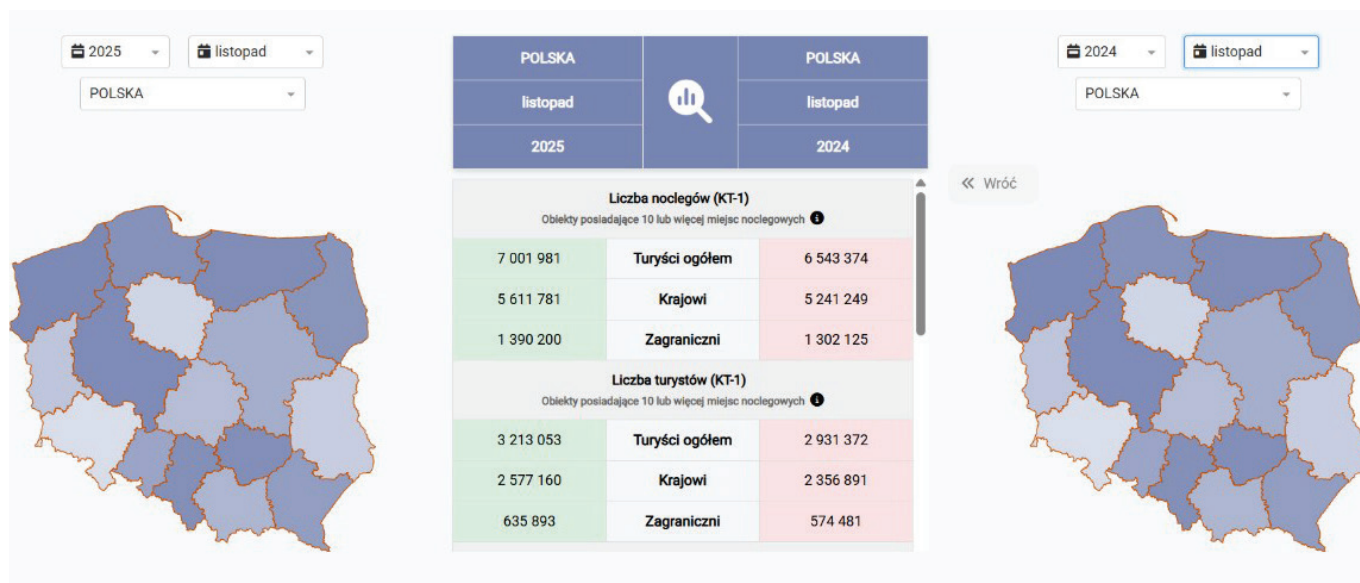 2025
listopad
POLSKA
POLSKA
POLSKA
listopad
listopad
2025
2024
2024
listopad
POLSKA
« Wróć
Liczba noclegów (KT-1)
Obiekty posiadające 10 lub więcej miejsc noclegowych
7 001 981 Turyści ogółem 6 543 374
5 611 781 Krajowi 5 241 249
1 390 200 Zagraniczni 1 302 125
Liczba turystów (KT-1)
Obiekty posiadające 10 lub więcej miejsc noclegowych
3 213 053 Turyści ogółem 2 931 372
2 577 160 Krajowi 2 356 891
635 893 Zagraniczni 574 481